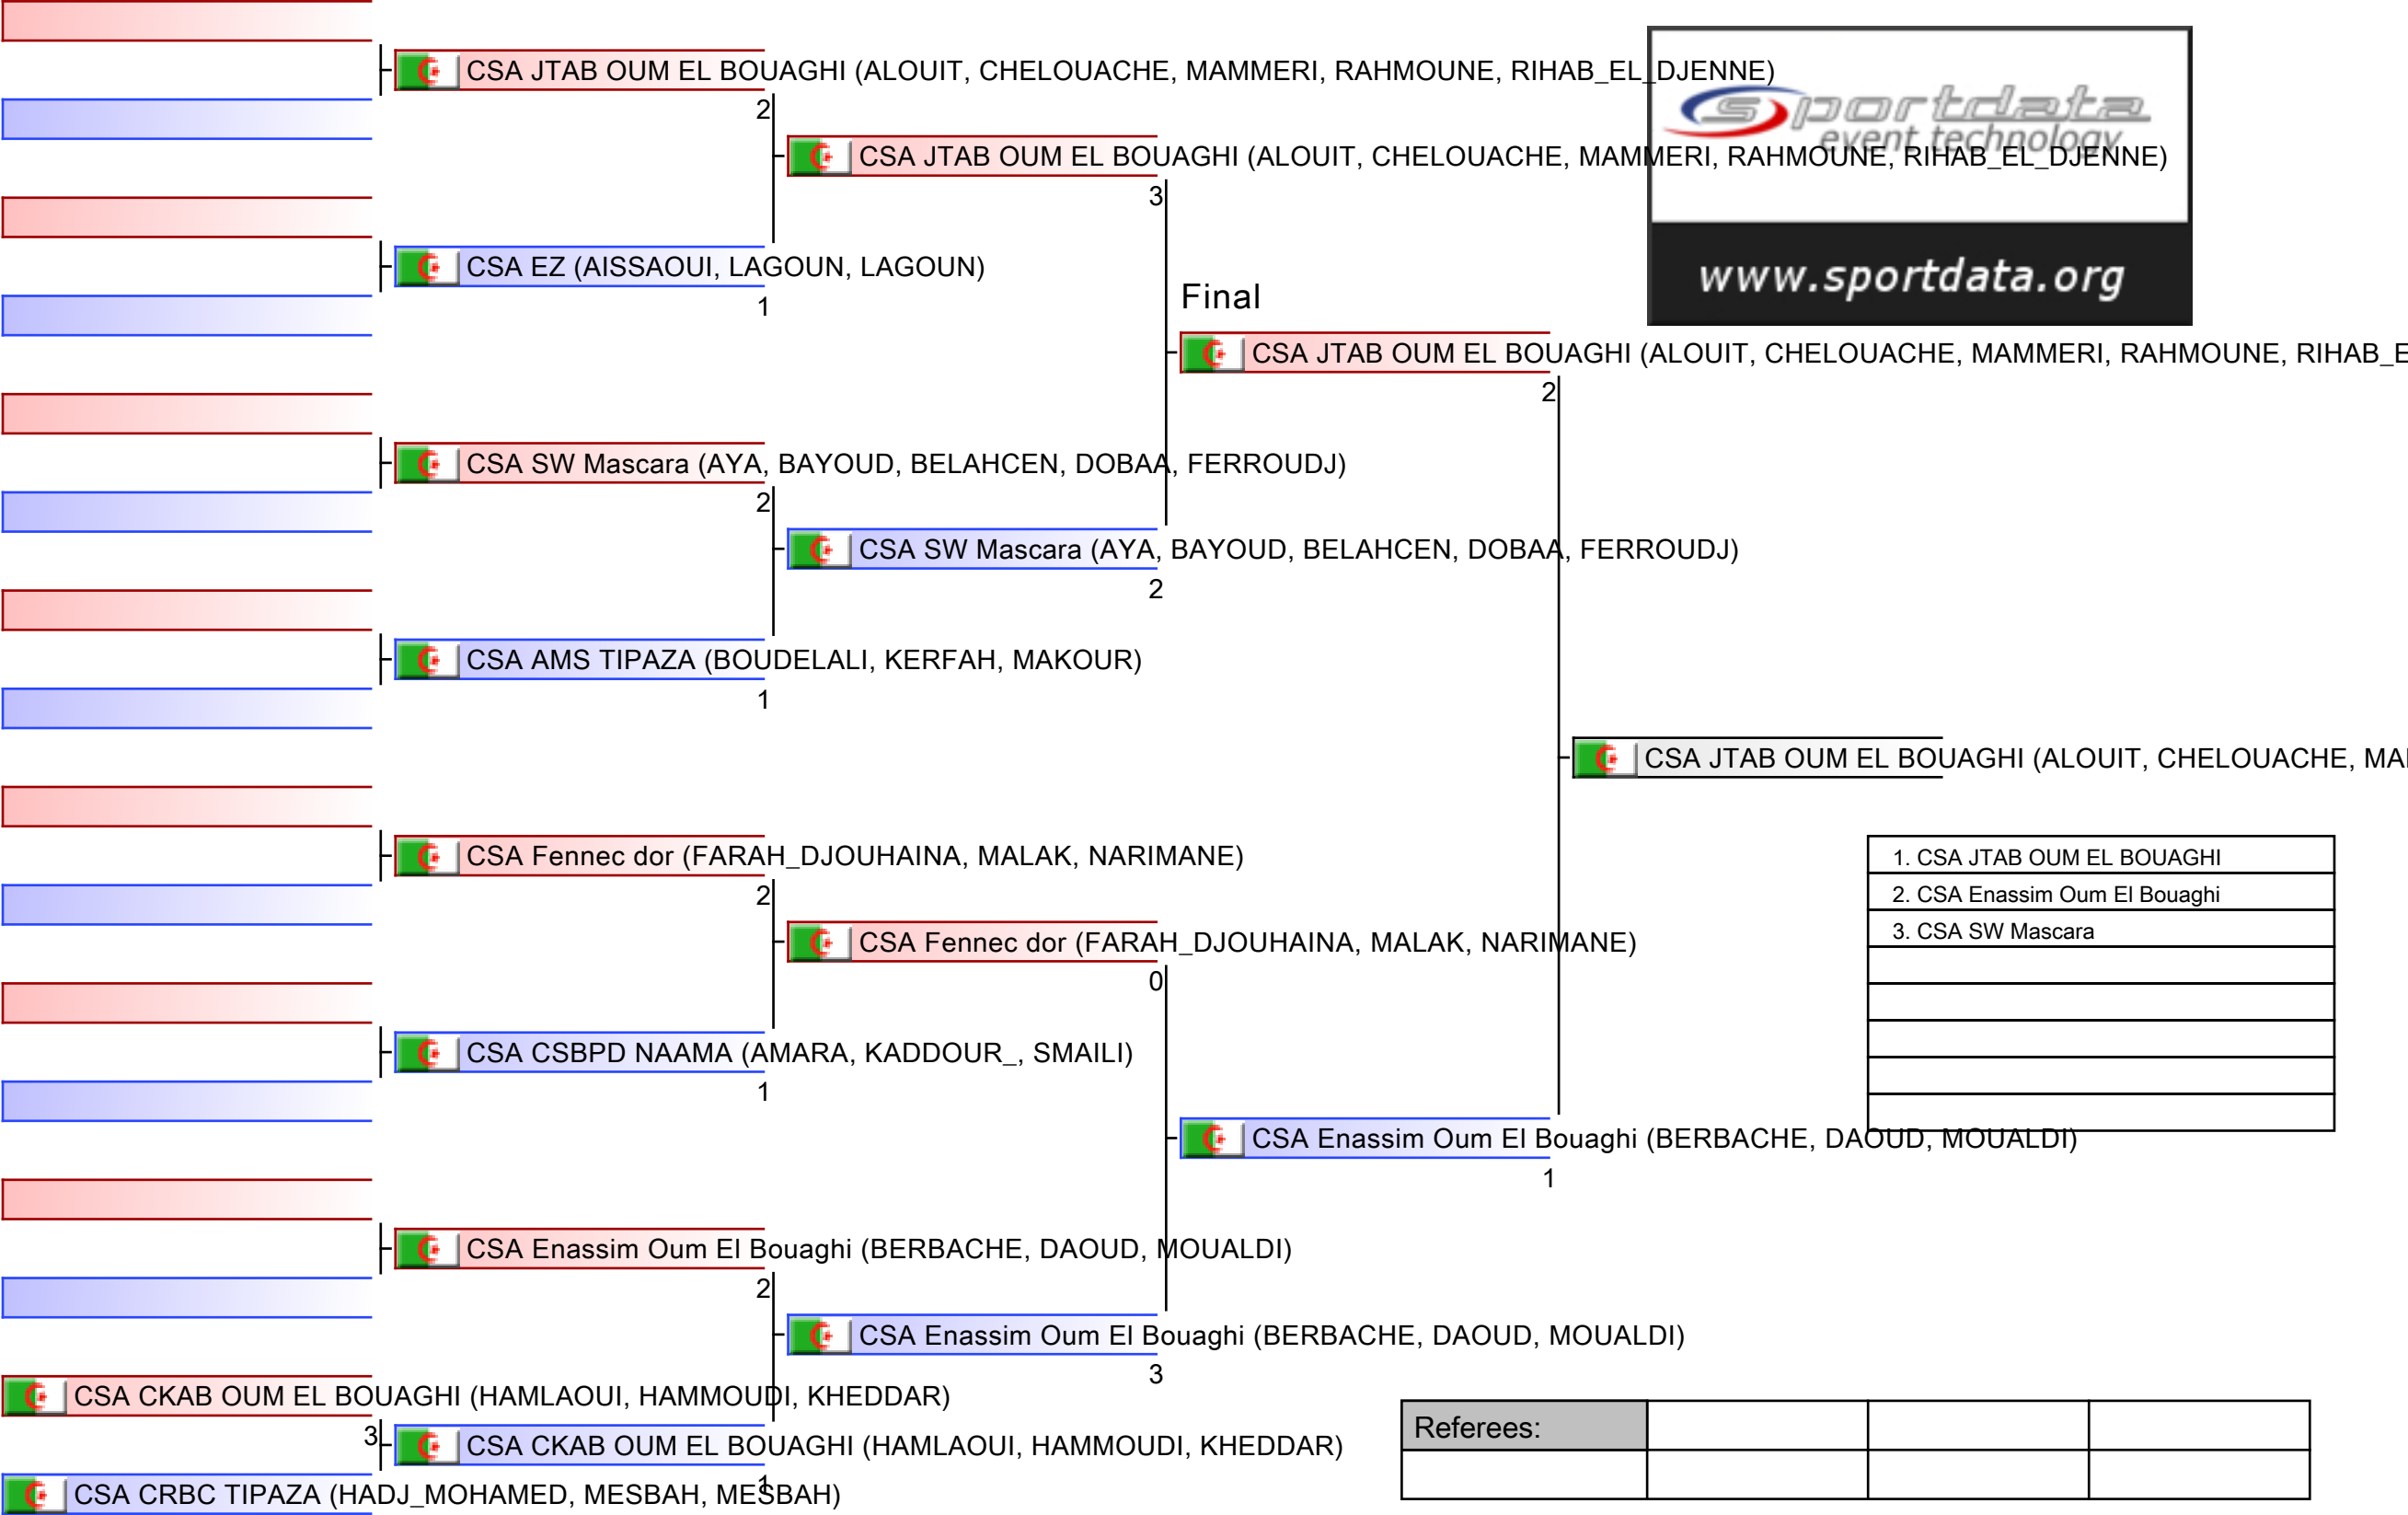 CSA JTAB OUM EL BOUAGHI (ALOUIT, CHELOUACHE, MAMMERI, RAHMOUNE, RIHAB_EL_DJENNE)
2
sportdata
event technology
CSA JTAB OUM EL BOUAGHI (ALOUIT, CHELOUACHE, MAMMERI, RAHMOUNE, RIHAB_EL_DJENNE)
3
CSA EZ (AISSAOUI, LAGOUN, LAGOUN)
1
www.sportdata.org
Final
CSA JTAB OUM EL BOUAGHI (ALOUIT, CHELOUACHE, MAMMERI, RAHMOUNE, RIHAB_E
2
CSA SW Mascara (AYA, BAYOUD, BELAHCEN, DOBAA, FERROUDJ)
2
CSA SW Mascara (AYA, BAYOUD, BELAHCEN, DOBAA, FERROUDJ)
2
CSA AMS TIPAZA (BOUDELALI, KERFAH, MAKOUR)
1
CSA JTAB OUM EL BOUAGHI (ALOUIT, CHELOUACHE, MA
CSA Fennec dor (FARAH_DJOUHAINA, MALAK, NARIMANE)
2
1. CSA JTAB OUM EL BOUAGHI
2. CSA Enassim Oum El Bouaghi
3. CSA SW Mascara
CSA Fennec dor (FARAH_DJOUHAINA, MALAK, NARIMANE)
0
CSA CSBPD NAAMA (AMARA, KADDOUR_, SMAILI)
1
CSA Enassim Oum El Bouaghi (BERBACHE, DAOUD, MOUALDI)
1
CSA Enassim Oum El Bouaghi (BERBACHE, DAOUD, MOUALDI)
2
CSA Enassim Oum El Bouaghi (BERBACHE, DAOUD, MOUALDI)
3
CSA CKAB OUM EL BOUAGHI (HAMLAOUI, HAMMOUDI, KHEDDAR)
3
CSA CKAB OUM EL BOUAGHI (HAMLAOUI, HAMMOUDI, KHEDDAR)
1
CSA CRBC TIPAZA (HADJ_MOHAMED, MESBAH, MESBAH)
Referees: